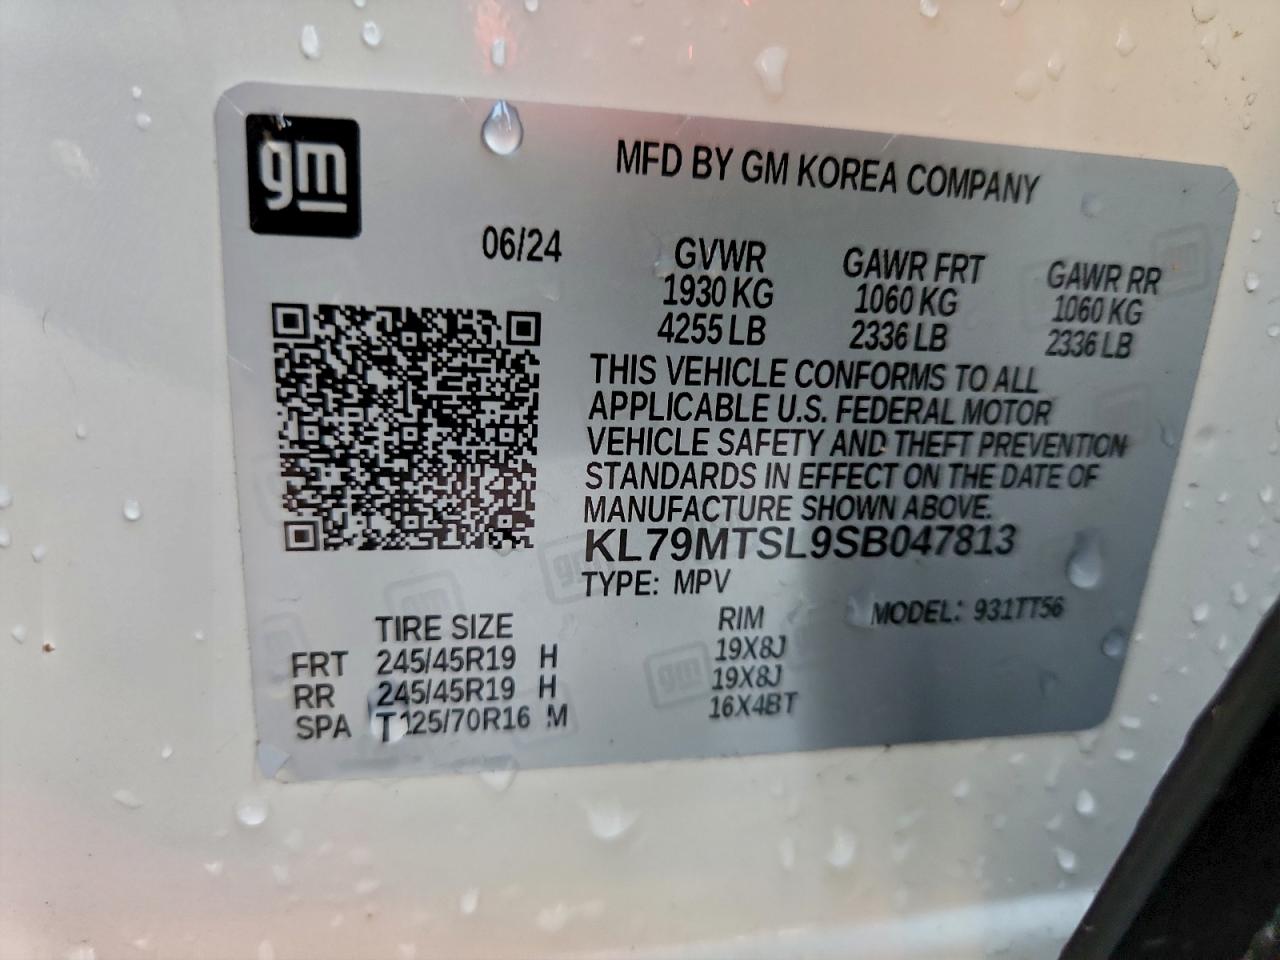 gm
MFD BY GM KOREA COMPANY
06/24
GVWR GAWR FRT GAWR RR
1930 KG 1060 KG 1060 KG
4255 LB 2336 LB 2336 LB
THIS VEHICLE CONFORMS TO ALL
APPLICABLE U.S. FEDERAL MOTOR
VEHICLE SAFETY AND THEFT PREVENTION
STANDARDS IN EFFECT ON THE DATE OF
MANUFACTURE SHOWN ABOVE.
KL79MTSL9SB047813
TYPE: MPV MODEL: 931TT56
TIRE SIZE RIM
FRT 245/45R19 H 19X8J
RR 245/45R19 H 19X8J
SPA T125/70R16 M 16X4BT